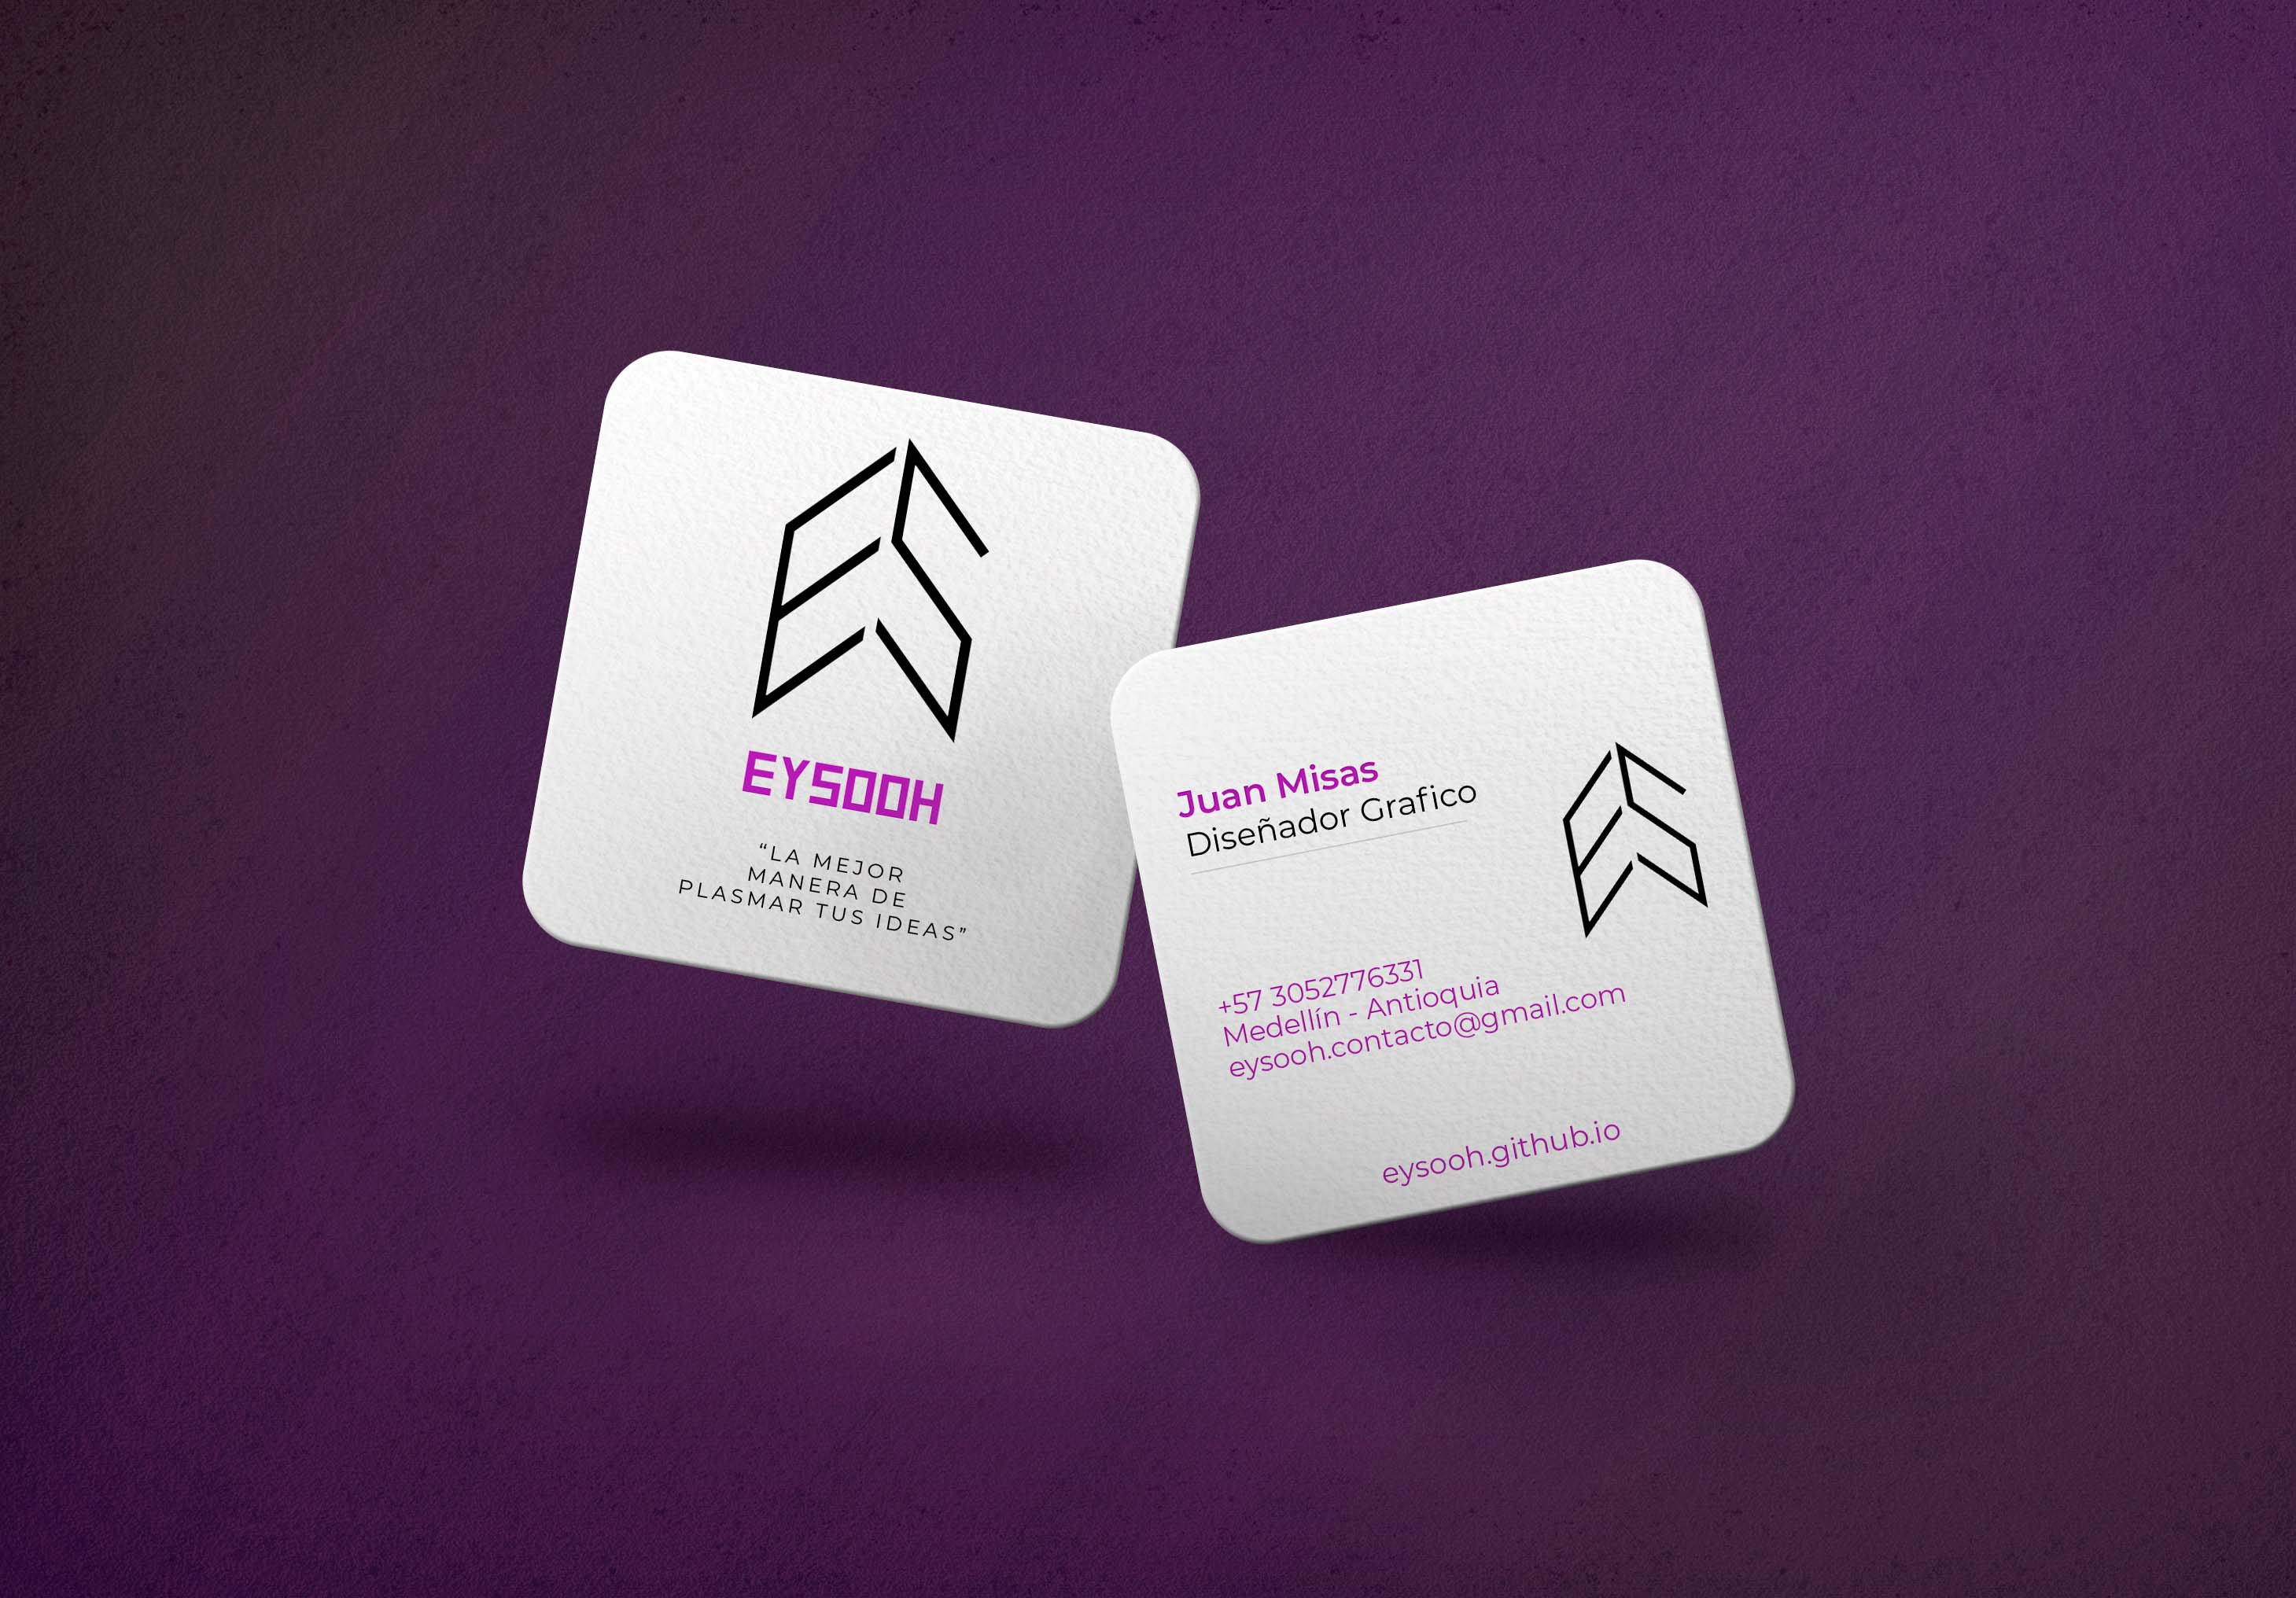 EYSOOH
“LA MEJOR
MANERA DE
PLASMAR TUS IDEAS”
Juan Misas
Diseñador Grafico
+57 3052776331
Medellín - Antioquia
eysooh.contacto@gmail.com
eysooh.github.io